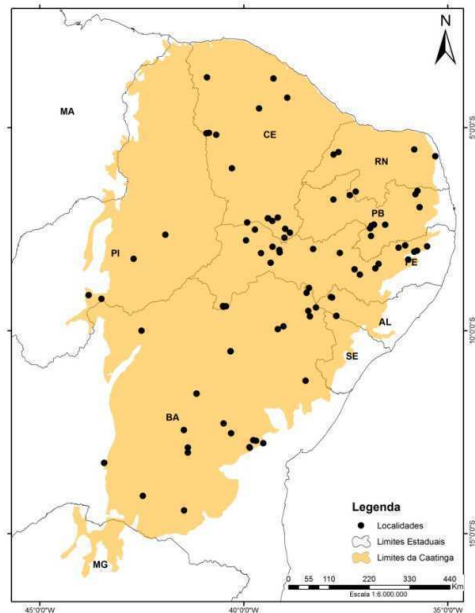 N
MA
CE
RN
PB
PI
PE
AL
SE
BA
MG
5°0'0"S
10°0'0"S
15°0'0"S
Legenda
Localidades
Limites Estaduais
Limites da Caatinga
0 55 110 220 330 440
Km
Escala 1:6.000.000
45°0'0"W 40°0'0"W 35°0'0"W